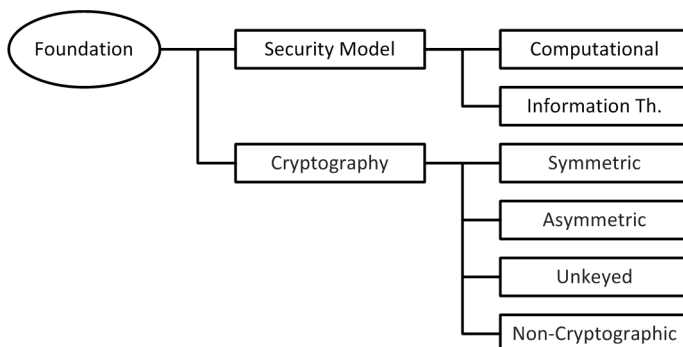 Foundation
Security Model
Computational
Information Th.
Cryptography
Symmetric
Asymmetric
Unkeyed
Non-Cryptographic